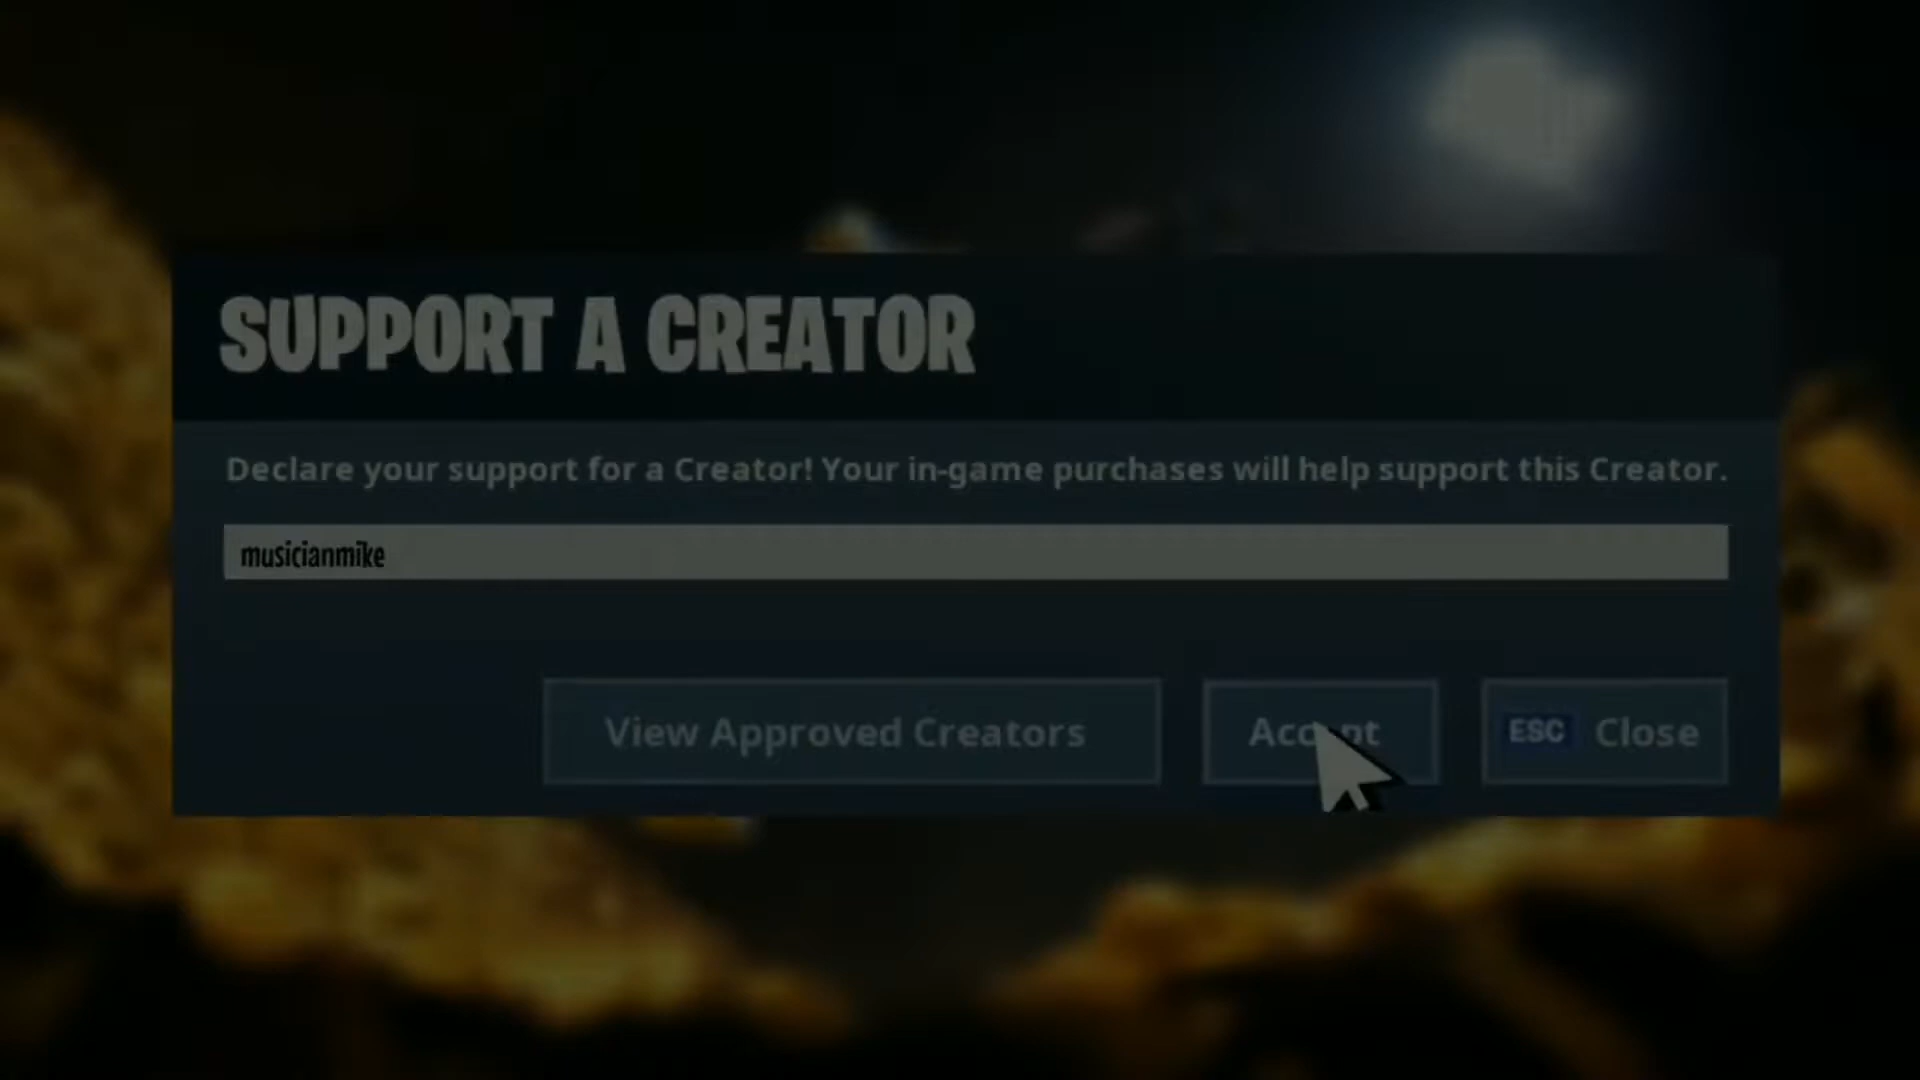 SUPPORT A CREATOR
Declare your support for a Creator! Your in-game purchases will help support this Creator.
musicianmike
View Approved Creators
Accept
ESC Close